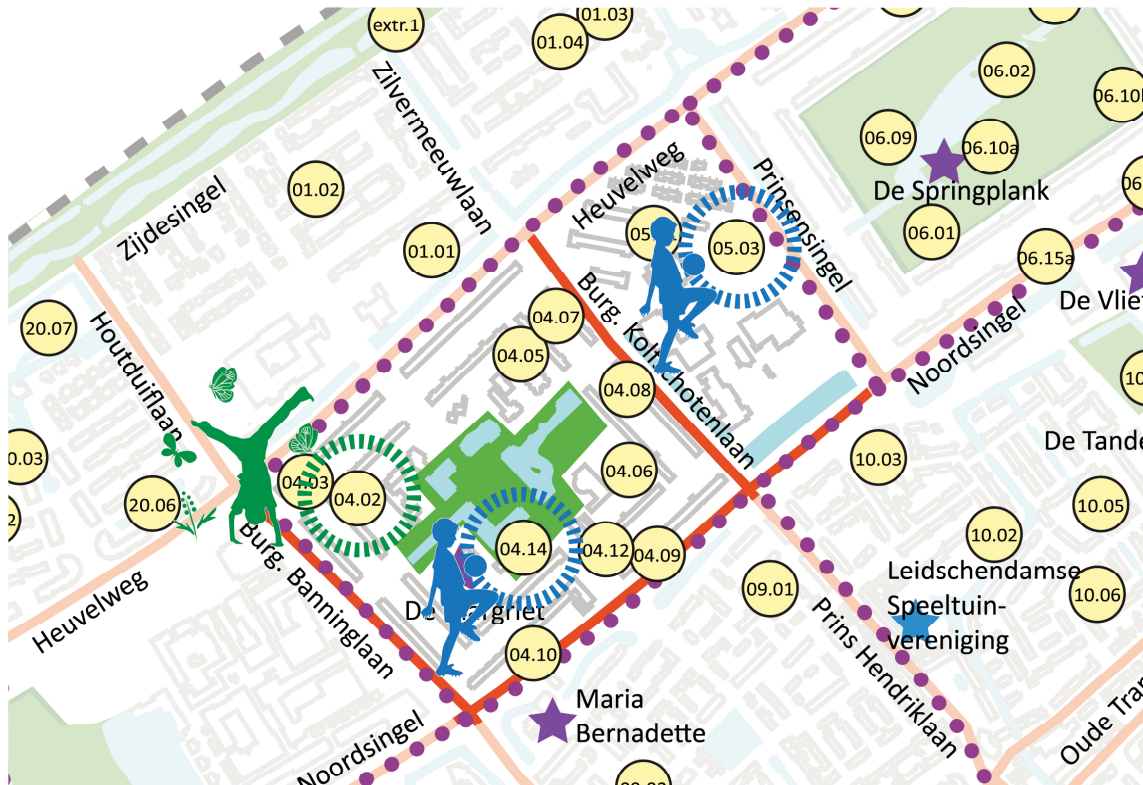 extr.1
01.03
01.04
06.02
06.09
06.10a
Zilvermeeuwlaan
Heuvelweg
Prinsensingel
De Springplank
01.02
Zijdesingel
01.01
05.03
06.01
06.15a
De Vlie
20.07
Houtduiflaan
04.07
04.05
Burg. Kolfschotenlaan
04.08
Noordsingel
De Tande
04.03
04.02
04.06
10.03
20.06
10.05
10.02
04.14
04.12
04.09
Burg. Banninglaan
Heuvelweg
09.01
Leidschendamse
Speeltuin-
vereniging
10.06
04.10
Prins Hendriklaan
Maria
Bernadette
Noordsingel
Oude Tra